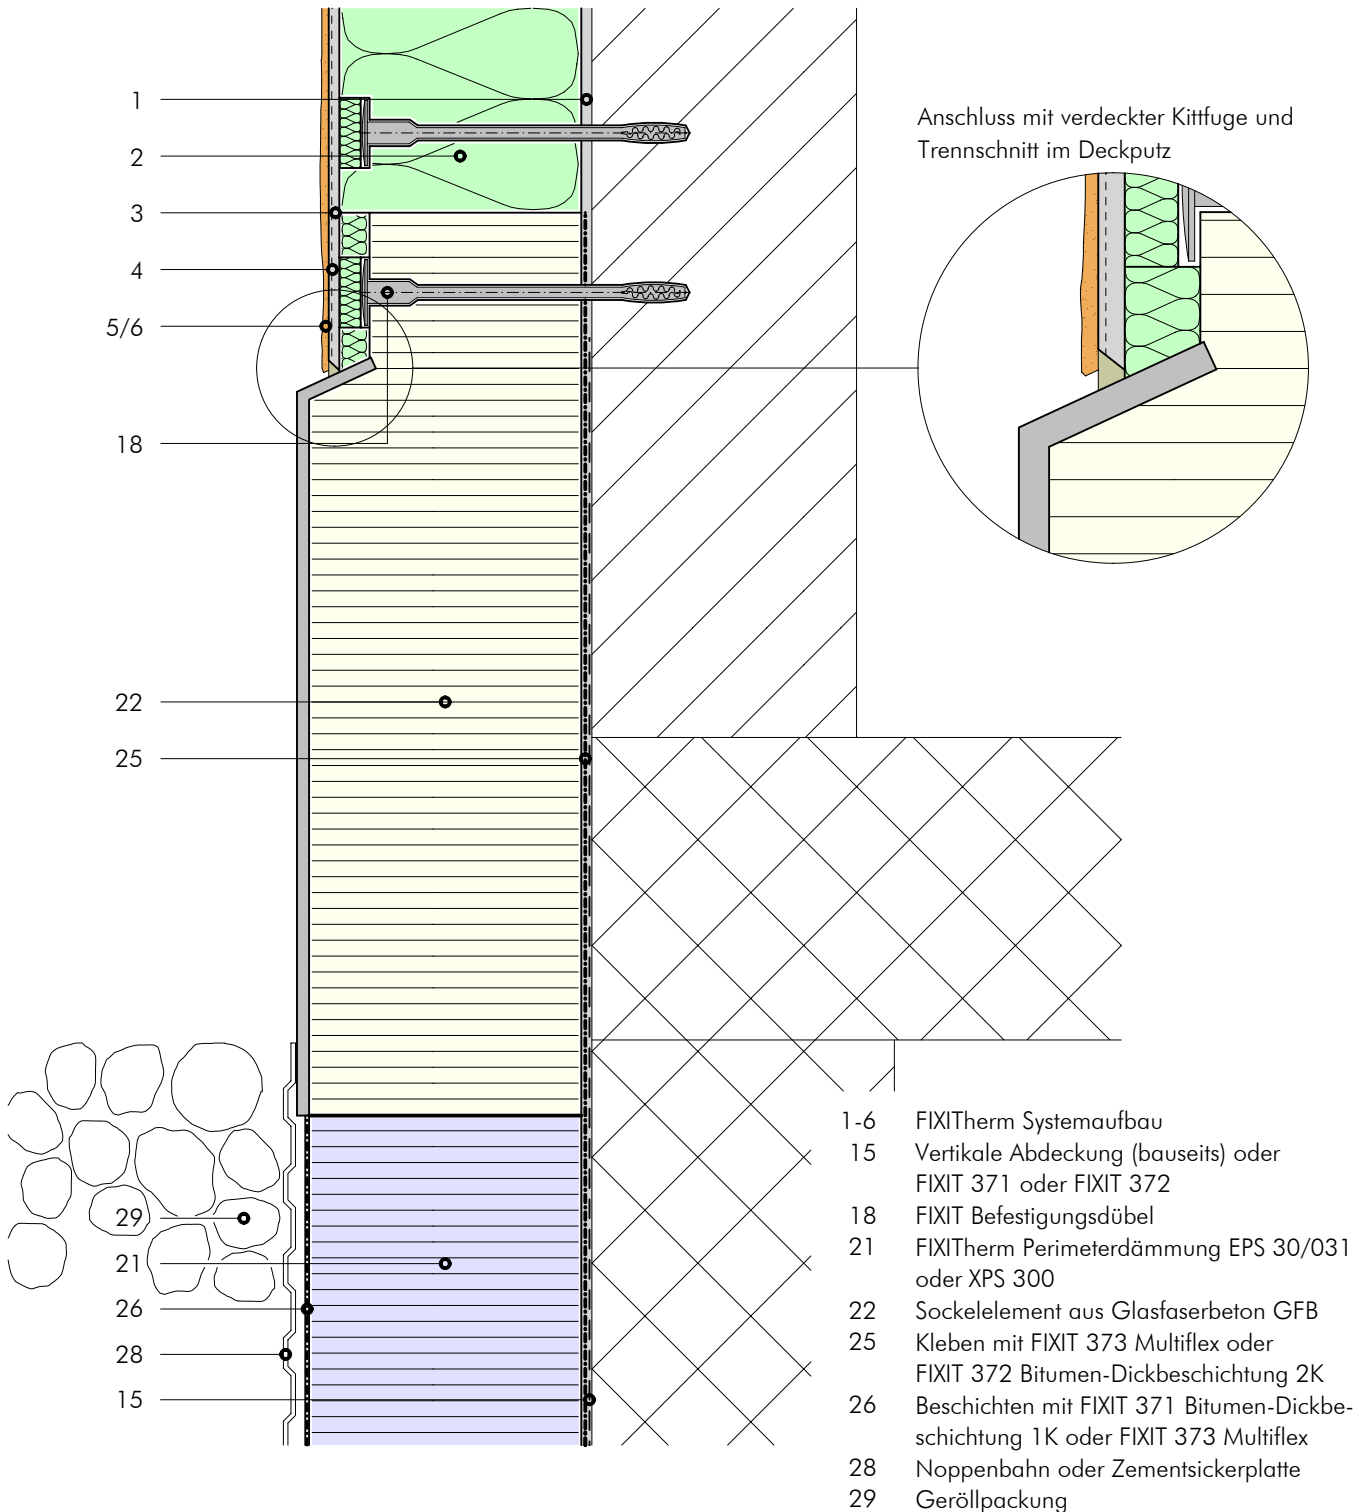 1
2
3
4
5/6
18
22
25
29
21
26
28
15
Anschluss mit verdeckter Kittfuge und
Trennschnitt im Deckputz
1-6 FIXITherm Systemaufbau
15 Vertikale Abdeckung (bauseits) oder
FIXIT 371 oder FIXIT 372
18 FIXIT Befestigungsdübel
21 FIXITherm Perimeterdämmung EPS 30/031
oder XPS 300
22 Sockelelement aus Glasfaserbeton GFB
25 Kleben mit FIXIT 373 Multiflex oder
FIXIT 372 Bitumen-Dickbeschichtung 2K
26 Beschichten mit FIXIT 371 Bitumen-Dickbe-
schichtung 1K oder FIXIT 373 Multiflex
28 Noppenbahn oder Zementsickerplatte
29 Geröllpackung